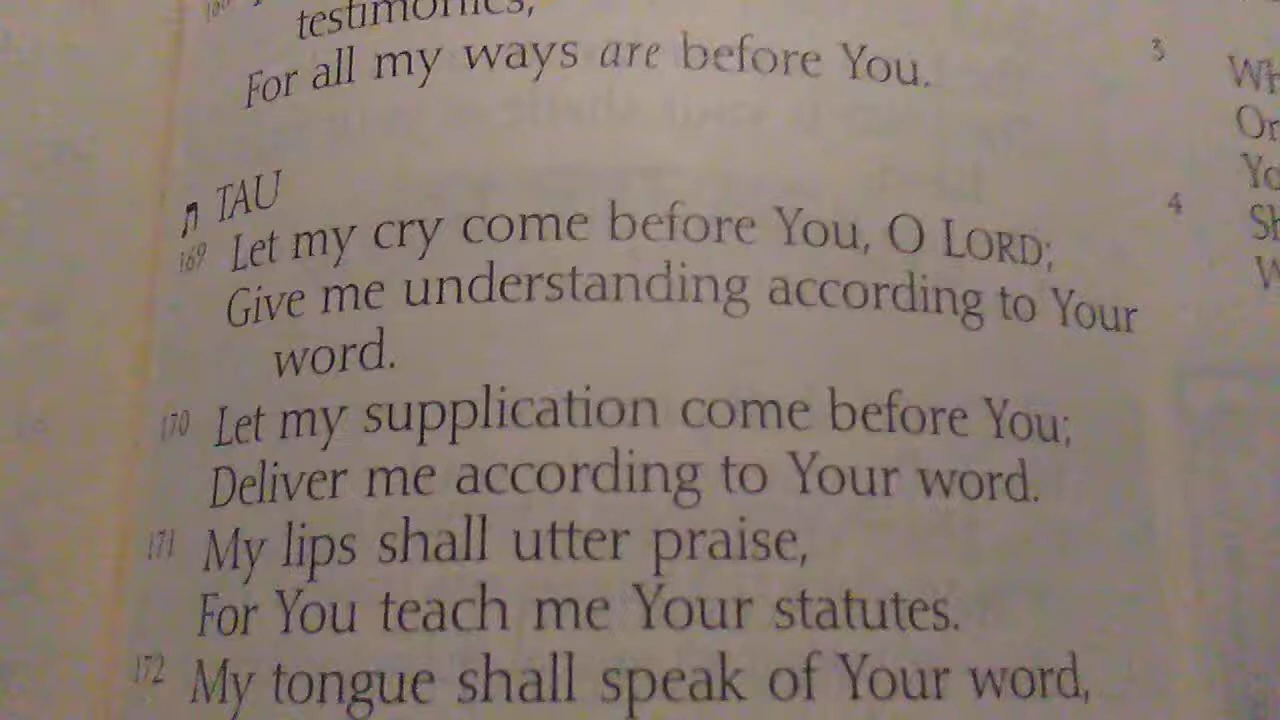 testimonies,
For all my ways are before You.
ת TAU
169 Let my cry come before You, O LORD;
Give me understanding according to Your
word.
170 Let my supplication come before You;
Deliver me according to Your word.
171 My lips shall utter praise,
For You teach me Your statutes.
172 My tongue shall speak of Your word,
3
4